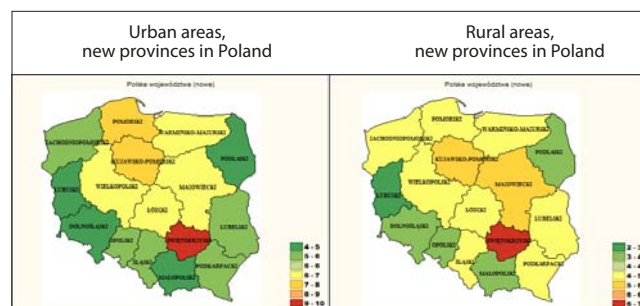 Urban areas,
new provinces in Poland
Rural areas,
new provinces in Poland
Polska województwa (nowe)
POMORSKI
WARMIŃSKO-MAZURSKI
ZACHODNIOPOMORSKI
PODLASKI
KUJAWSKO-POMORSKI
LUBUSKI
WIELKOPOLSKI
MAZOWIECKI
ŁÓDZKI
LUBELSKI
DOLNOŚLĄSKI
ŚWIĘTOKRZYSKI
OPOLSKI
ŚLĄSKI
MAŁOPOLSKI
PODKARPACKI
4 - 5
5 - 6
6 - 7
7 - 8
8 - 9
9 - 10
Polska województwa (nowe)
POMORSKI
WARMIŃSKO-MAZURSKI
ZACHODNIOPOMORSKI
PODLASKI
KUJAWSKO-POMORSKI
LUBUSKI
WIELKOPOLSKI
MAZOWIECKI
ŁÓDZKI
LUBELSKI
DOLNOŚLĄSKI
ŚWIĘTOKRZYSKI
OPOLSKI
ŚLĄSKI
MAŁOPOLSKI
PODKARPACKI